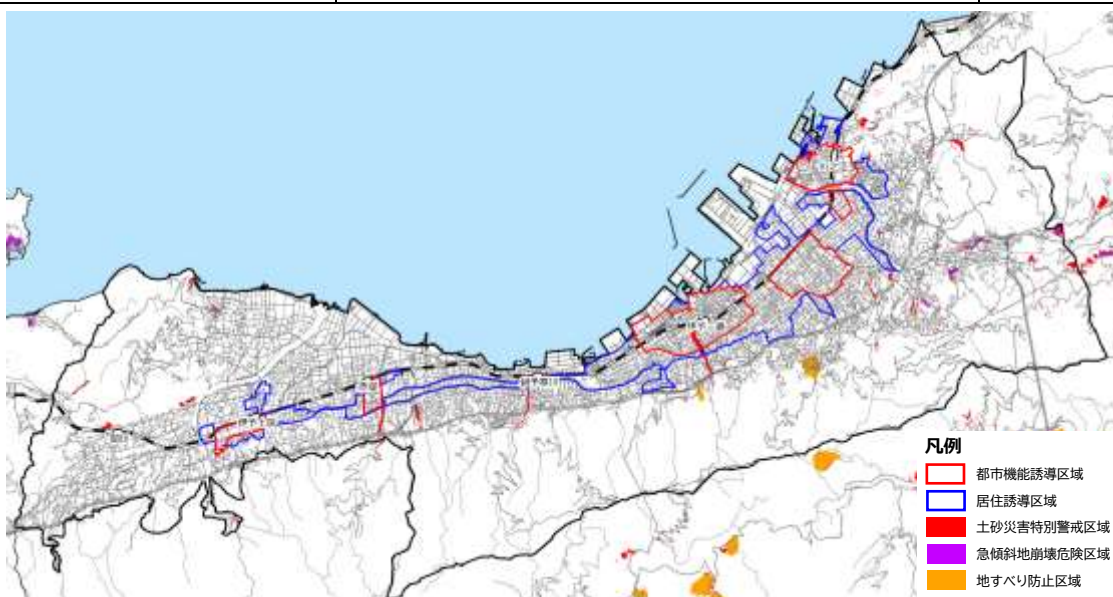 凡例
都市機能誘導区域
居住誘導区域
土砂災害特別警戒区域
急傾斜地崩壊危険区域
地すべり防止区域